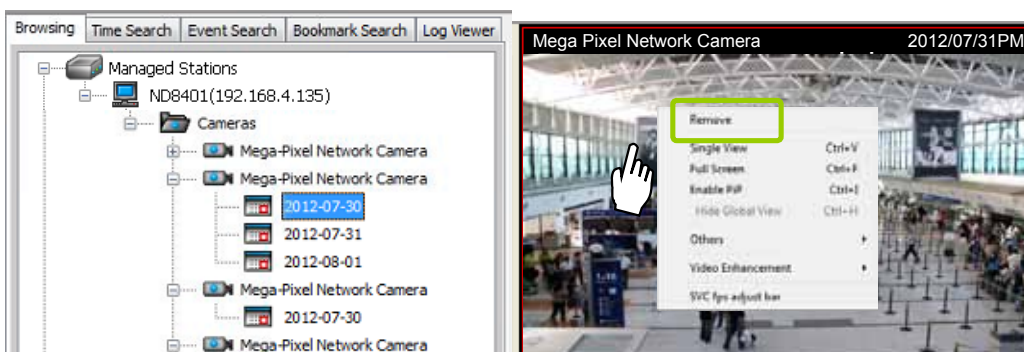 Browsing Time Search Event Search Bookmark Search Log Viewer
Managed Stations
ND8401(192.168.4.135)
Cameras
Mega-Pixel Network Camera
Mega-Pixel Network Camera
2012-07-30
2012-07-31
2012-08-01
Mega-Pixel Network Camera
2012-07-30
Mega-Pixel Network Camera
Mega Pixel Network Camera 2012/07/31PM
Remove
Single View Ctrl+V
Full Screen Ctrl+F
Enable PiP Ctrl+I
Hide Global View Ctrl+H
Others
Video Enhancement
SVC fps adjust bar